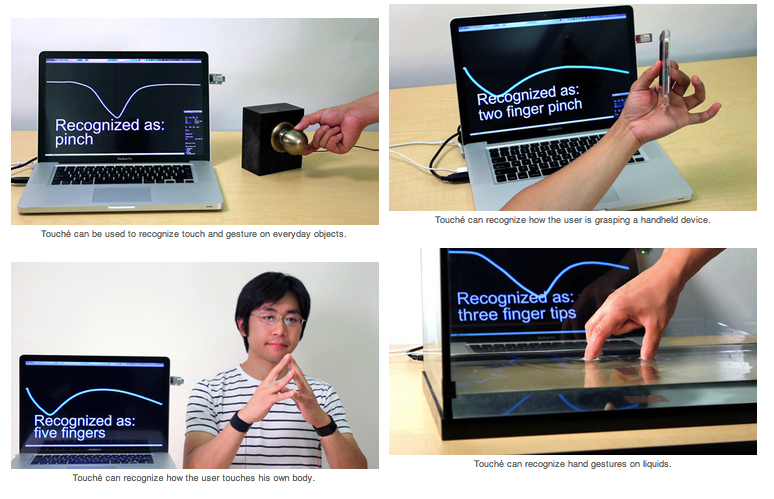 Recognized as:
pinch
Touché can be used to recognize touch and gesture on everyday objects.
Recognized as:
two finger pinch
Touché can recognize how the user is grasping a handheld device.
Recognized as:
five fingers
Touché can recognize how the user touches his own body.
Recognized as:
three finger tips
Touché can recognize hand gestures on liquids.